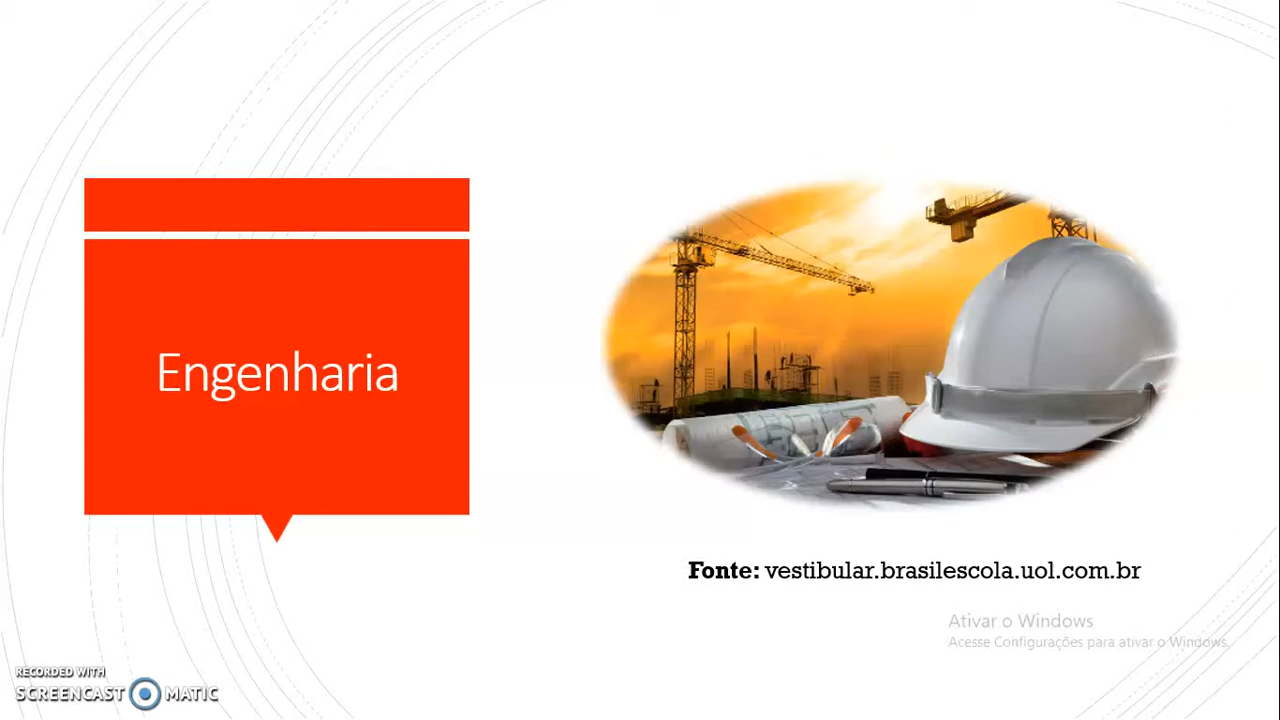 Engenharia
Fonte: vestibular.brasilescola.uol.com.br
Ativar o Windows
Acesse Configurações para ativar o Windows.
RECORDED WITH
SCREENCAST MATIC